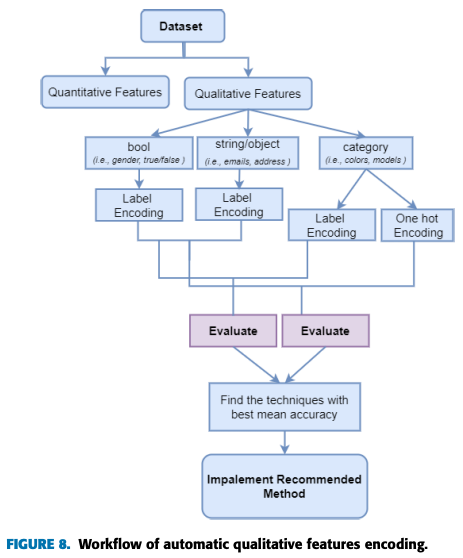 Dataset
Quantitative Features
Qualitative Features
bool
(i.e., gender, true/false )
string/object
(i.e., emails, address )
category
(i.e., colors, models )
Label
Encoding
Label
Encoding
Label
Encoding
One hot
Encoding
Evaluate
Evaluate
Find the techniques with
best mean accuracy
Impalement Recommended
Method
FIGURE 8. Workflow of automatic qualitative features encoding.